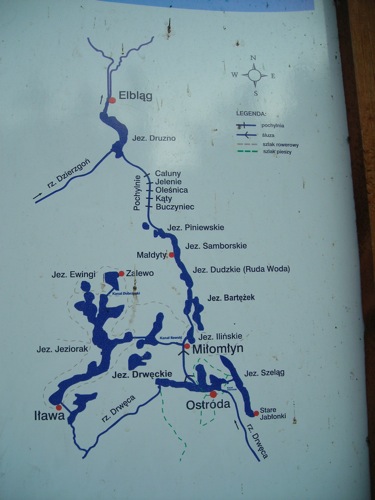 N
W E
S
Elbląg
LEGENDA:
pochylnia
śluza
szlak rowerowy
szlak pieszy
Jez. Druzno
rz. Dzierzgoń
Pochylnie
Całuny
Jelenie
Oleśnica
Kąty
Buczyniec
Jez. Piniewskie
Jez. Samborskie
Małdyty
Jez. Ewingi
Zalewo
Jez. Dudzkie (Ruda Woda)
Jez. Bartężek
Jez. Ilińskie
Jez. Jeziorak
Miłomłyn
Jez. Drwęckie
Jez. Szeląg
Iława
rz. Drwęca
Ostróda
Stare
Jabłonki
rz. Drwęca